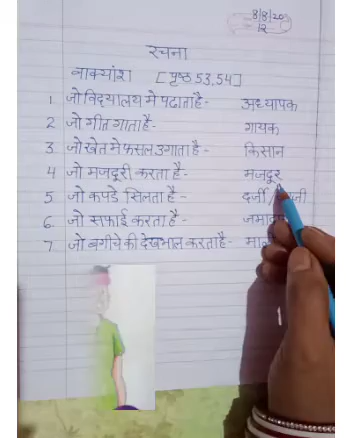 8/8/20
12
रचना
वाक्यांश [पृष्ठ 53,54]
1 जो विद्यालय मे पढाता है - अध्यापक
2 जो गीत गाता है - गायक
3. जो खेत मे फसल उगाता है - किसान
4 जो मजदूरी करता है - मजदूर
5 जो कपडे सिलता है - दर्जी /
6. जो सफाई करता है -
7. जो बगीचे की देखभाल करता है -